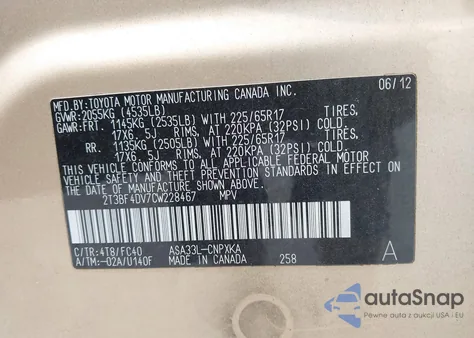 MFD. BY: TOYOTA MOTOR MANUFACTURING CANADA INC.
GVWR: 2055KG (4535LB) 06/12
GAWR: FRT. 1145KG (2535LB) WITH 225/65R17 TIRES,
17X6.5J RIMS, AT 220KPA (32PSI) COLD.
RR. 1135KG (2505LB) WITH 225/65R17 TIRES,
17X6.5J RIMS, AT 220KPA (32PSI) COLD.
THIS VEHICLE CONFORMS TO ALL APPLICABLE FEDERAL MOTOR
VEHICLE SAFETY AND THEFT PREVENTION STANDARDS IN EFFECT
ON THE DATE OF MANUFACTURE SHOWN ABOVE.
2T3BF4DV7CW228467 MPV
C/TR: 4T8/FC40 ASA33L-CNPXKA A
A/TM: -02A/U140F MADE IN CANADA 258
autoSnap
Pewne auta z aukcji USA i EU